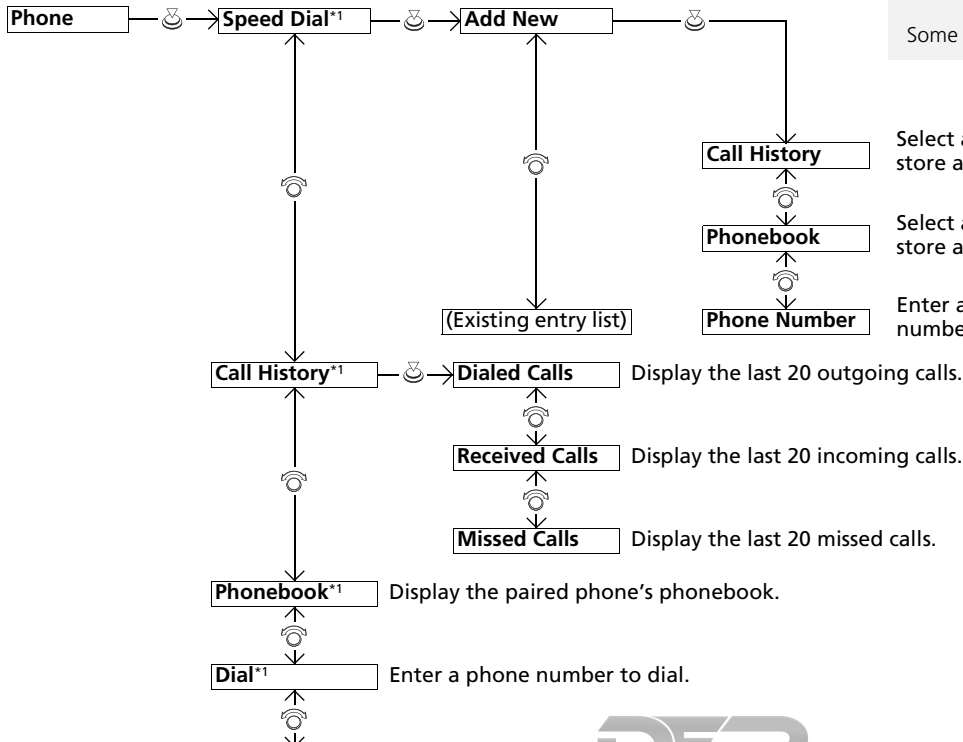 Phone
Speed Dial*1
Add New
Some
Call History
Select a
store a
Phonebook
Select a
store a
(Existing entry list)
Phone Number
Enter a
numbe
Call History*1
Dialed Calls
Display the last 20 outgoing calls.
Received Calls
Display the last 20 incoming calls.
Missed Calls
Display the last 20 missed calls.
Phonebook*1
Display the paired phone’s phonebook.
Dial*1
Enter a phone number to dial.